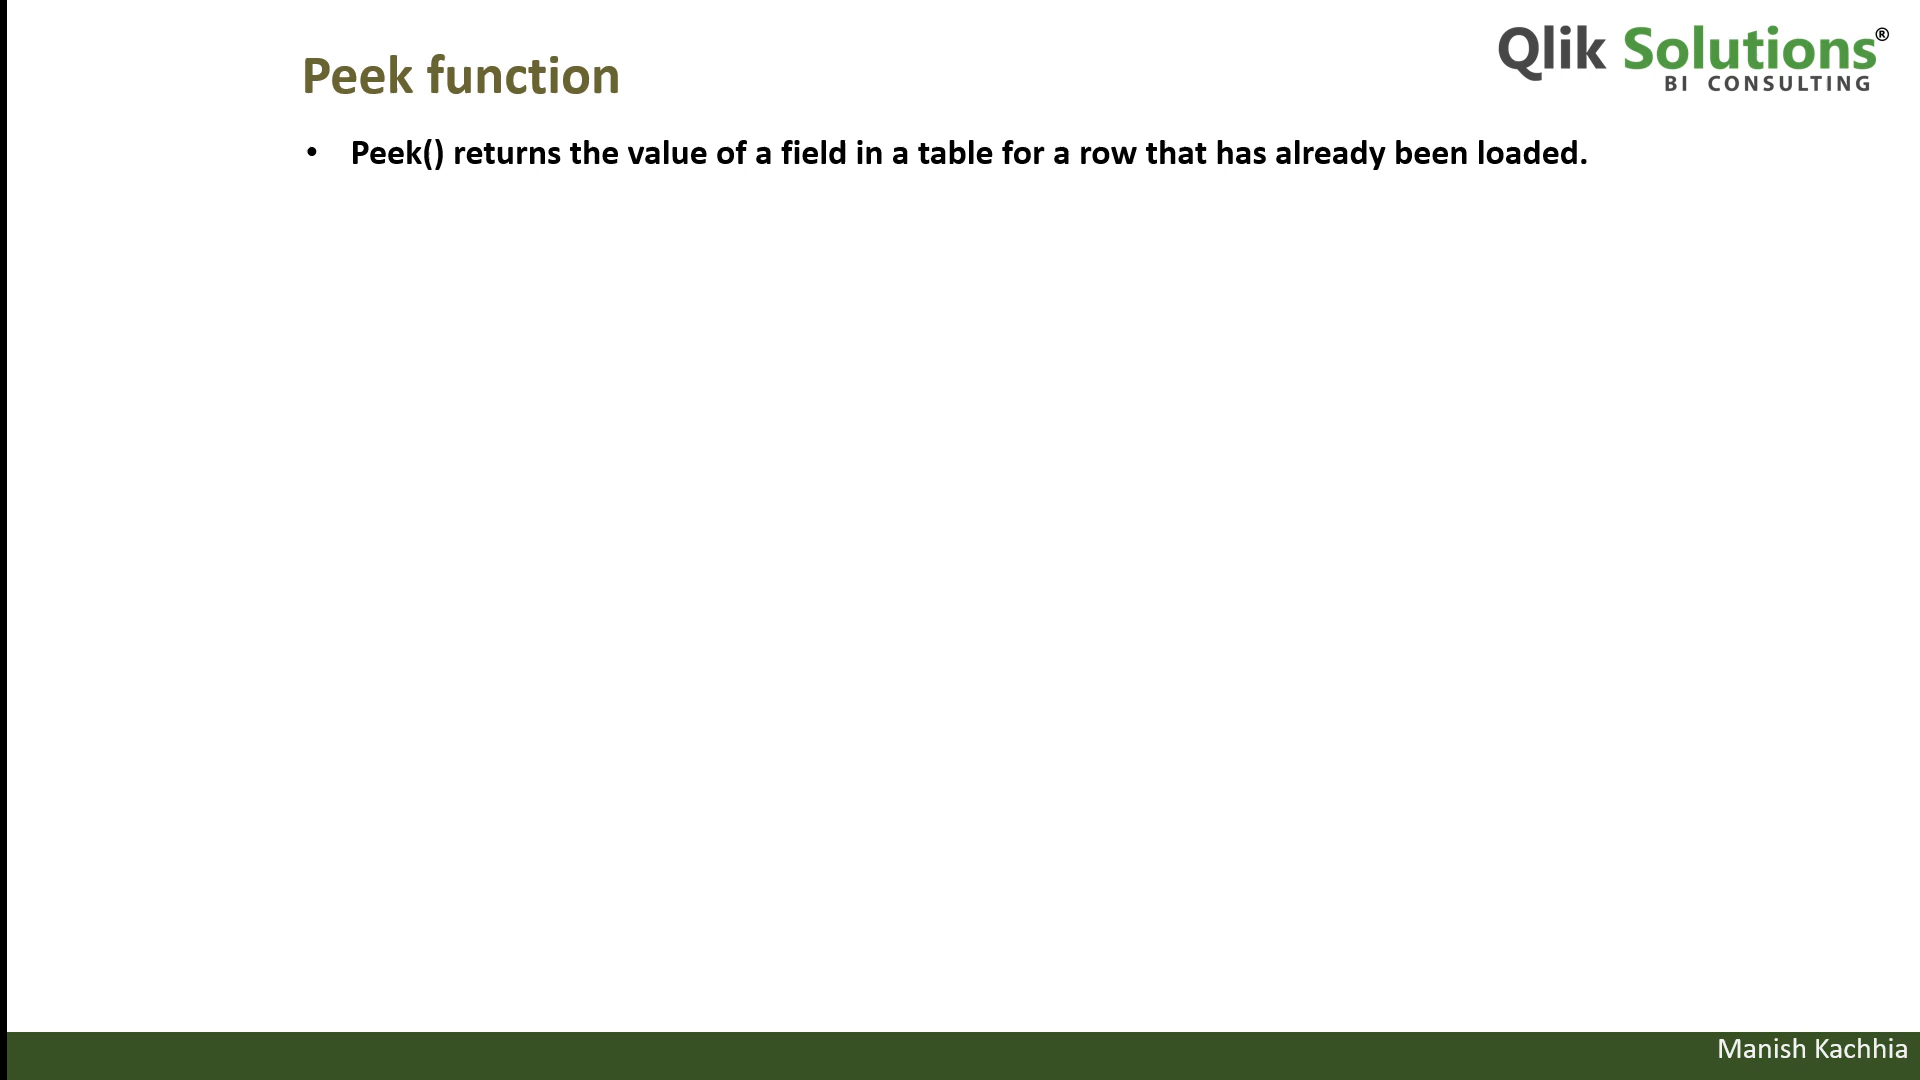 Qlik Solutions®
BI CONSULTING
Peek function
• Peek() returns the value of a field in a table for a row that has already been loaded.
Manish Kachhia